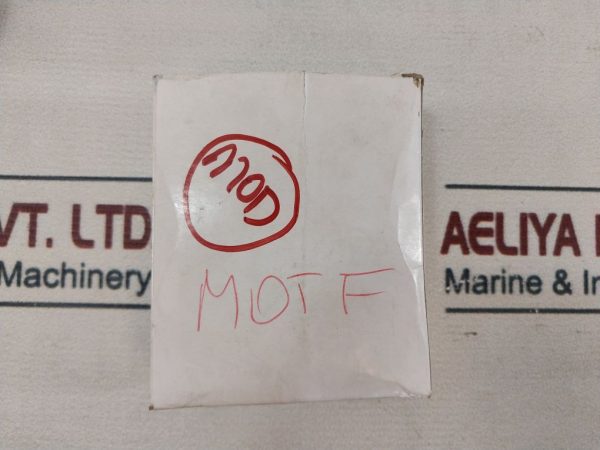 VT. LTD
Machinery
MOTF
AELIYA
Marine & In